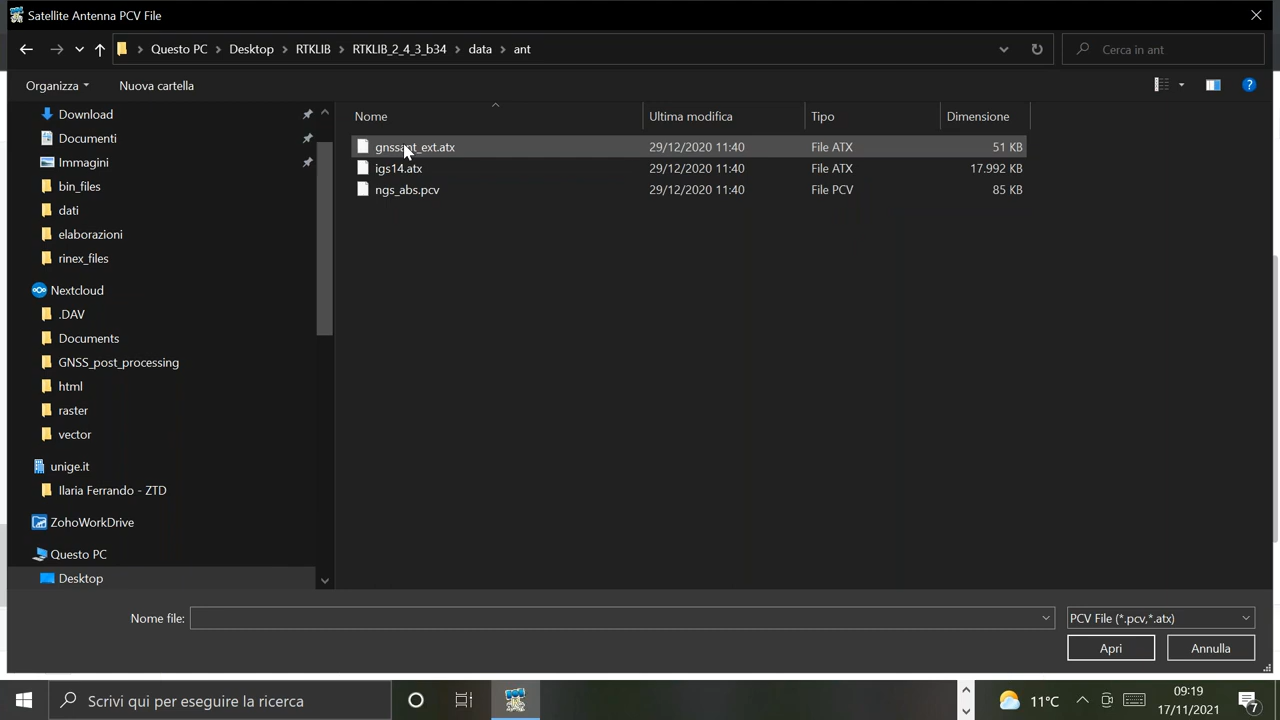 Satellite Antenna PCV File
Questo PC > Desktop > RTKLIB > RTKLIB_2_4_3_b34 > data > ant
Cerca in ant
Organizza
Nuova cartella
Nome
Ultima modifica
Tipo
Dimensione
gnssant_ext.atx 29/12/2020 11:40 File ATX 51 KB
igs14.atx 29/12/2020 11:40 File ATX 17.992 KB
ngs_abs.pcv 29/12/2020 11:40 File PCV 85 KB
Download
Documenti
Immagini
bin_files
dati
elaborazioni
rinex_files
Nextcloud
.DAV
Documents
GNSS_post_processing
html
raster
vector
unige.it
Ilaria Ferrando - ZTD
ZohoWorkDrive
Questo PC
Desktop
Nome file:
PCV File (*.pcv,*.atx)
Apri
Annulla
Scrivi qui per eseguire la ricerca
11°C
09:19
17/11/2021
7